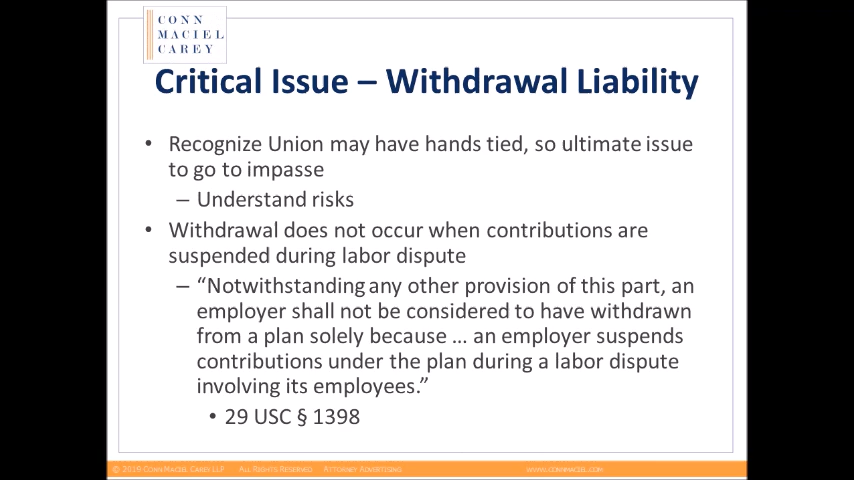 CONN
MACIEL
CAREY
Critical Issue – Withdrawal Liability
• Recognize Union may have hands tied, so ultimate issue
to go to impasse
– Understand risks
• Withdrawal does not occur when contributions are
suspended during labor dispute
– “Notwithstanding any other provision of this part, an
employer shall not be considered to have withdrawn
from a plan solely because … an employer suspends
contributions under the plan during a labor dispute
involving its employees.”
• 29 USC § 1398
© 2019 CONN MACIEL CAREY LLP ALL RIGHTS RESERVED ATTORNEY ADVERTISING WWW.CONNMACIEL.COM